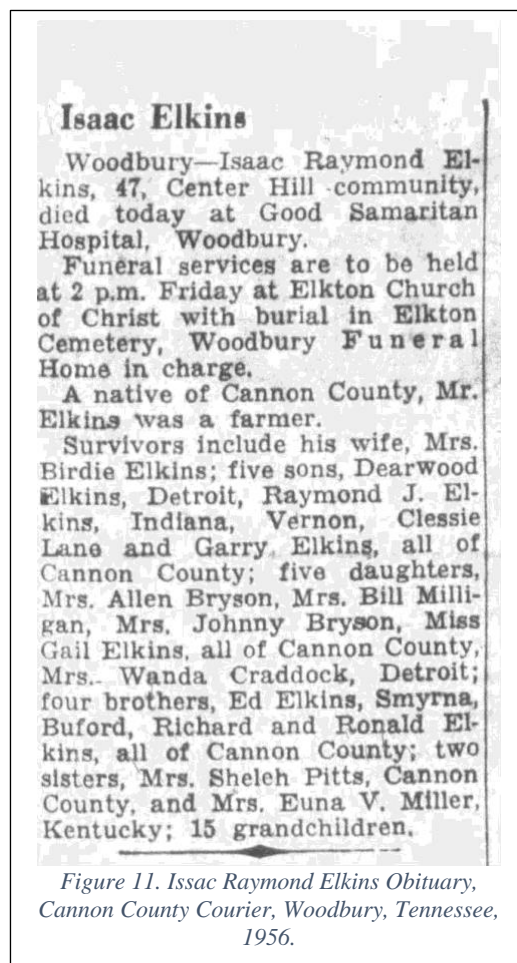 Isaac Elkins
Woodbury—Isaac Raymond El-
kins, 47, Center Hill community,
died today at Good Samaritan
Hospital, Woodbury.
Funeral services are to be held
at 2 p.m. Friday at Elkton Church
of Christ with burial in Elkton
Cemetery, Woodbury Funeral
Home in charge.
A native of Cannon County, Mr.
Elkins was a farmer.
Survivors include his wife, Mrs.
Birdie Elkins; five sons, Dearwood
Elkins, Detroit, Raymond J. El-
kins, Indiana, Vernon, Clessie
Lane and Garry Elkins, all of
Cannon County; five daughters,
Mrs. Allen Bryson, Mrs. Bill Milli-
gan, Mrs. Johnny Bryson, Miss
Gail Elkins, all of Cannon County,
Mrs. Wanda Craddock, Detroit;
four brothers, Ed Elkins, Smyrna,
Buford, Richard and Ronald El-
kins, all of Cannon County; two
sisters, Mrs. Sheleh Pitts, Cannon
County, and Mrs. Euna V. Miller,
Kentucky; 15 grandchildren.
Figure 11. Issac Raymond Elkins Obituary,
Cannon County Courier, Woodbury, Tennessee,
1956.